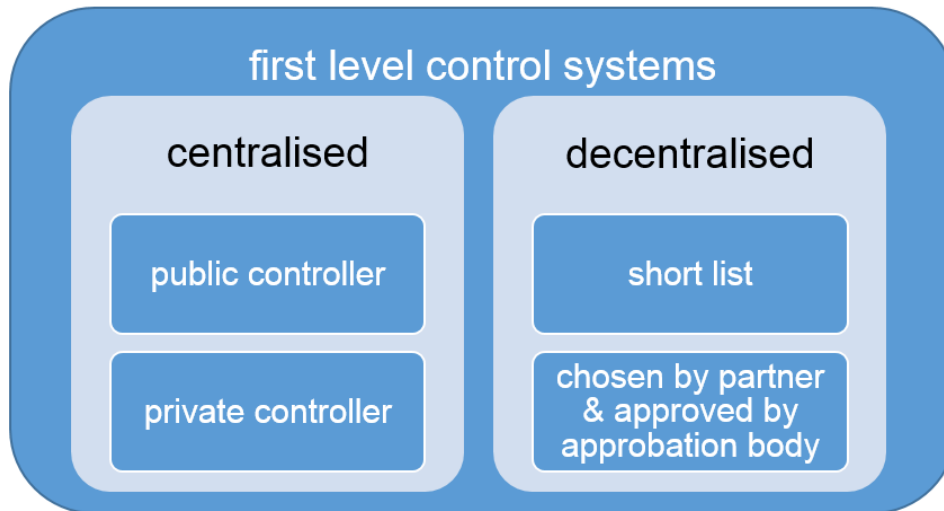 first level control systems
centralised
public controller
private controller
decentralised
short list
chosen by partner
& approved by
approbation body